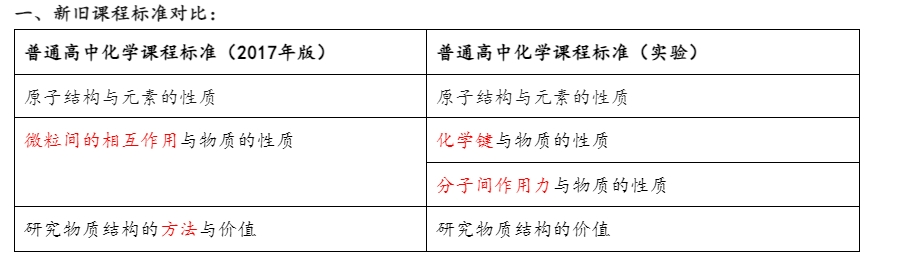 一、新旧课程标准对比：
普通高中化学课程标准（2017年版）
普通高中化学课程标准（实验）
原子结构与元素的性质
原子结构与元素的性质
微粒间的相互作用与物质的性质
化学键与物质的性质
分子间作用力与物质的性质
研究物质结构的方法与价值
研究物质结构的价值